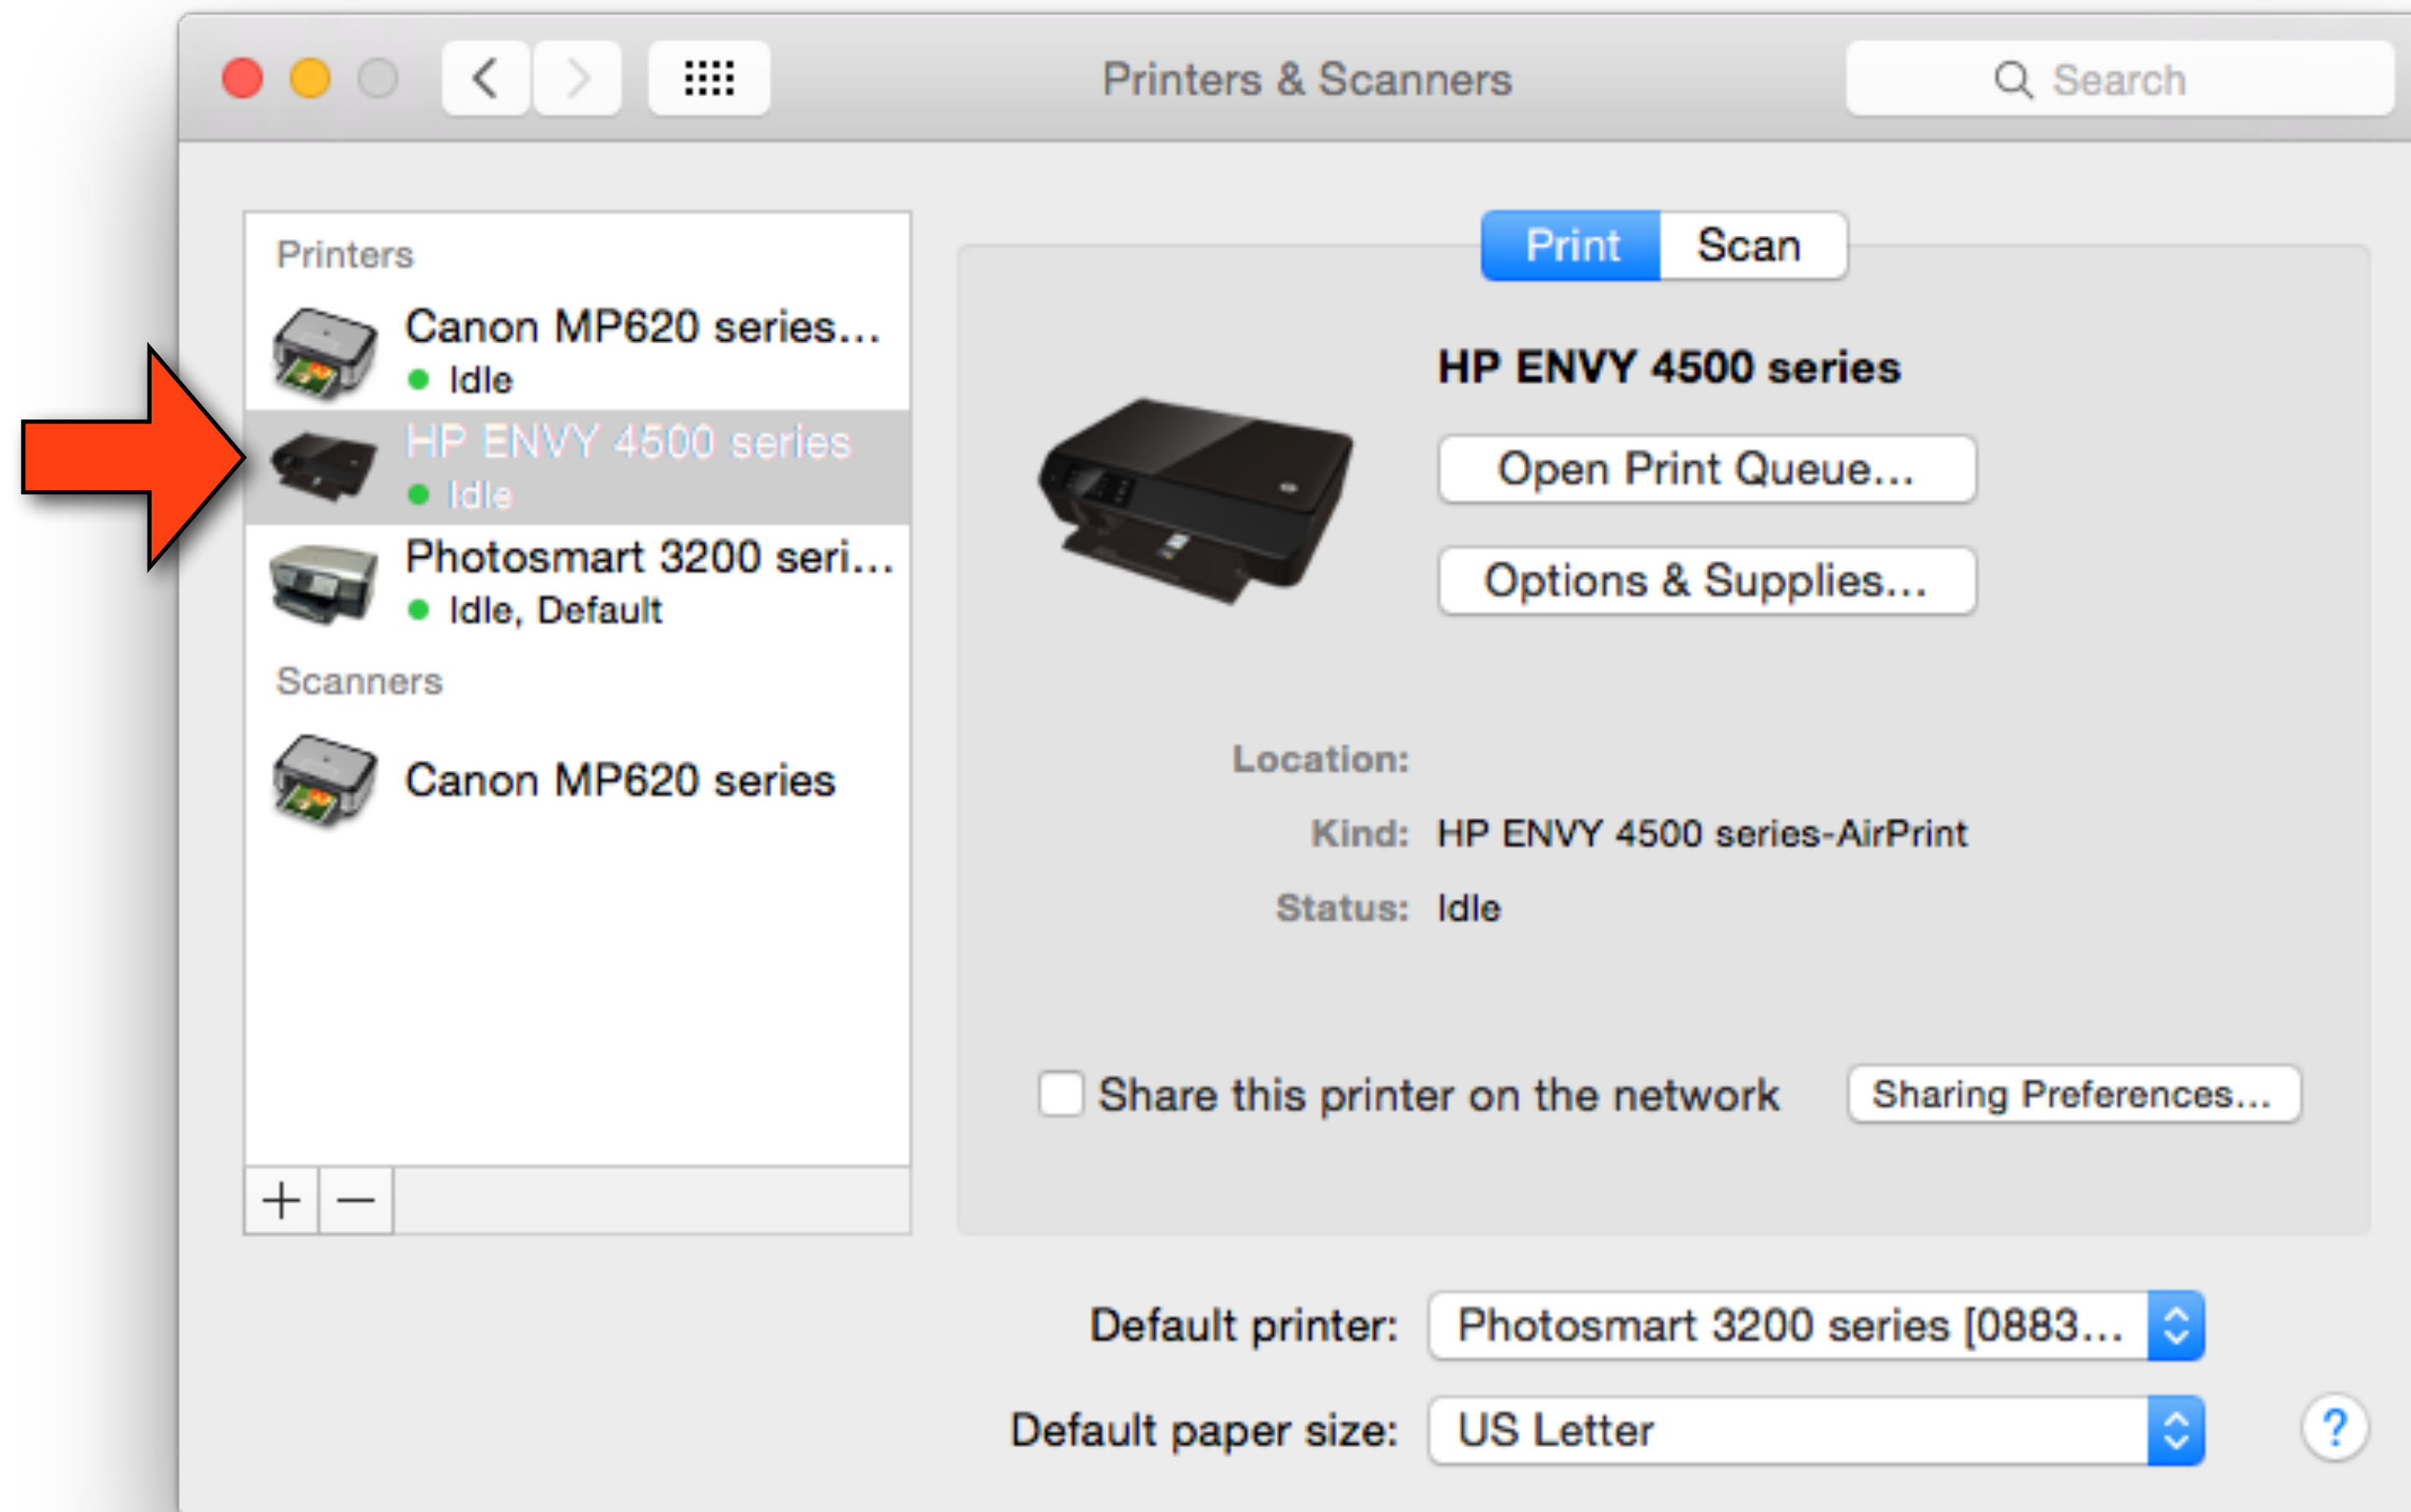 Printers & Scanners
Search
Printers
Canon MP620 series...
Idle
HP ENVY 4500 series
Idle
Photosmart 3200 seri...
Idle, Default
Scanners
Canon MP620 series
+ −
Print Scan
HP ENVY 4500 series
Open Print Queue...
Options & Supplies...
Location:
Kind: HP ENVY 4500 series-AirPrint
Status: Idle
Share this printer on the network
Sharing Preferences...
Default printer: Photosmart 3200 series [0883...
Default paper size: US Letter
?